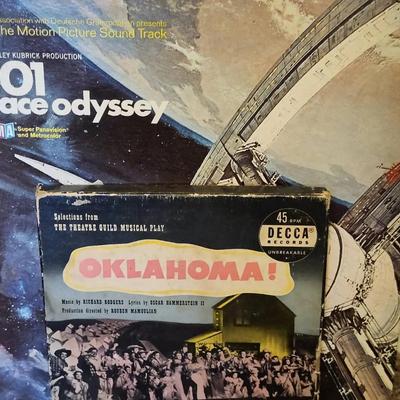 ssociation with Deutsche Grammophon presents
he Motion Picture Sound Track
LEY KUBRICK PRODUCTION
01
ace odyssey
Super Panavision®
and Metrocolor
Selections from
THE THEATRE GUILD MUSICAL PLAY
45 RPM
DECCA®
RECORDS
UNBREAKABLE
OKLAHOMA!
Music by RICHARD RODGERS Lyrics by OSCAR HAMMERSTEIN II
Production directed by ROUBEN MAMOULIAN